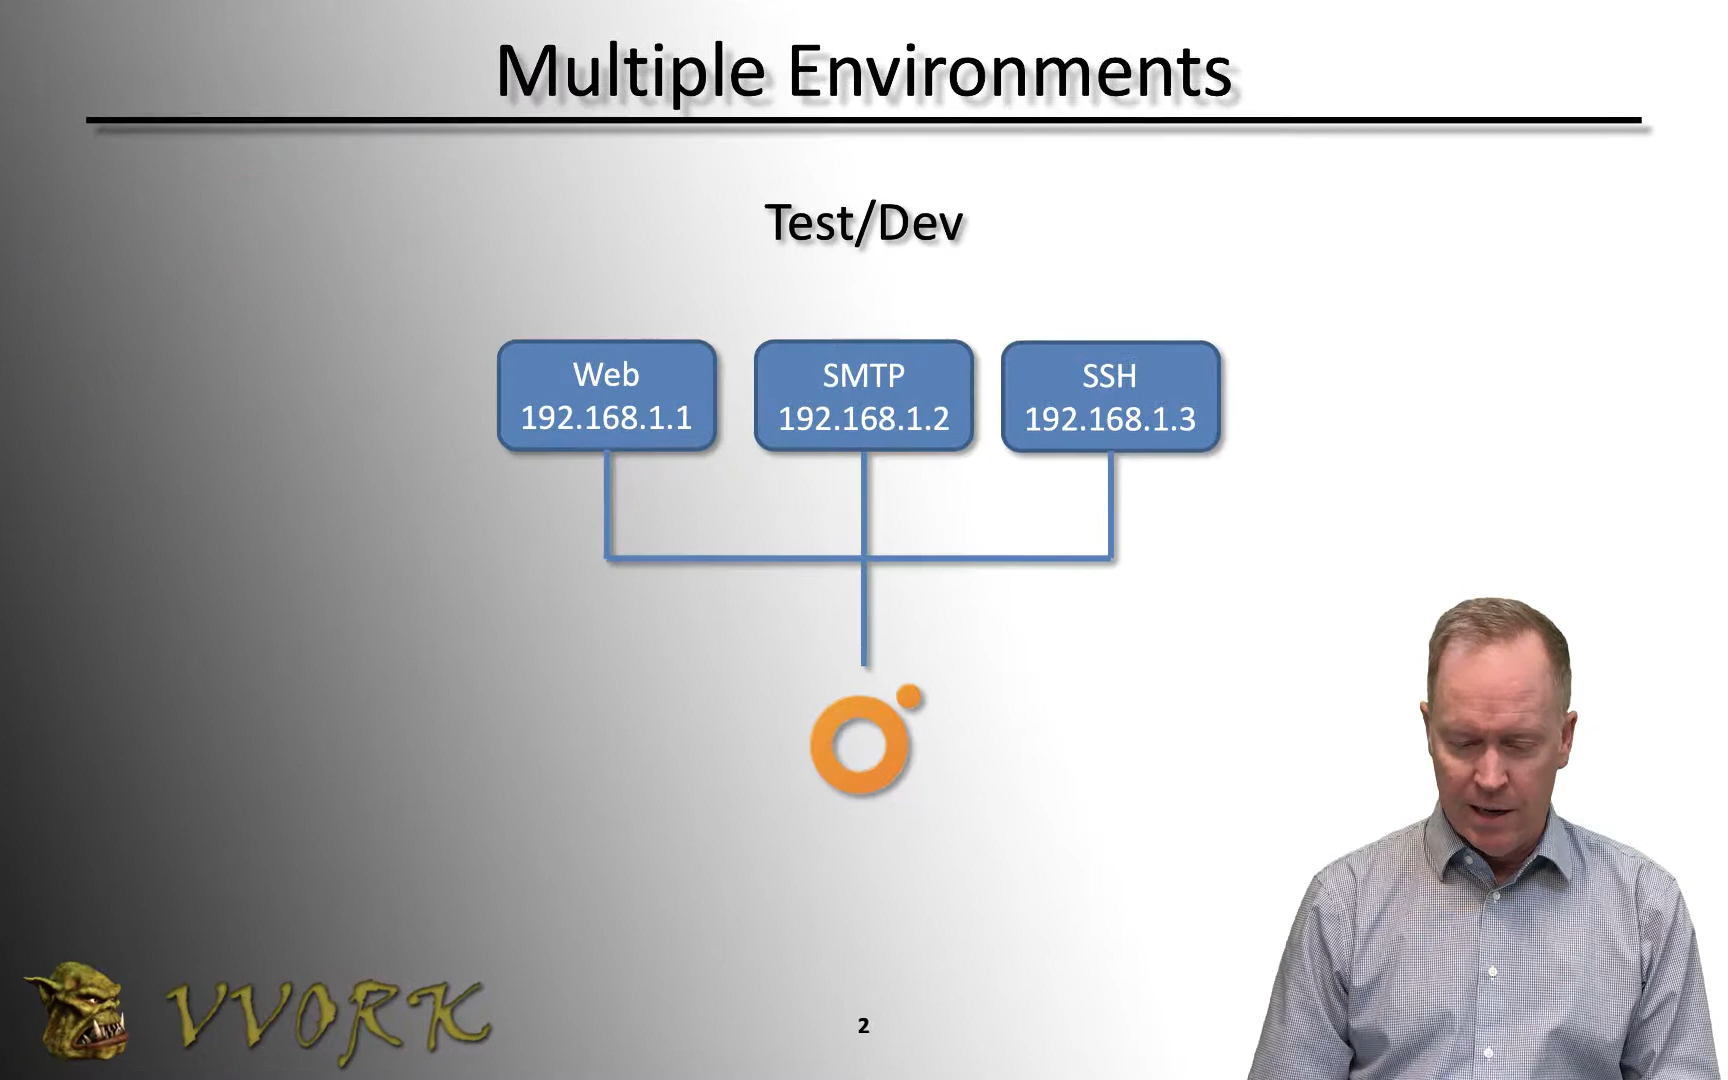 Multiple Environments
Test/Dev
Web
192.168.1.1
SMTP
192.168.1.2
SSH
192.168.1.3
VVORK
2